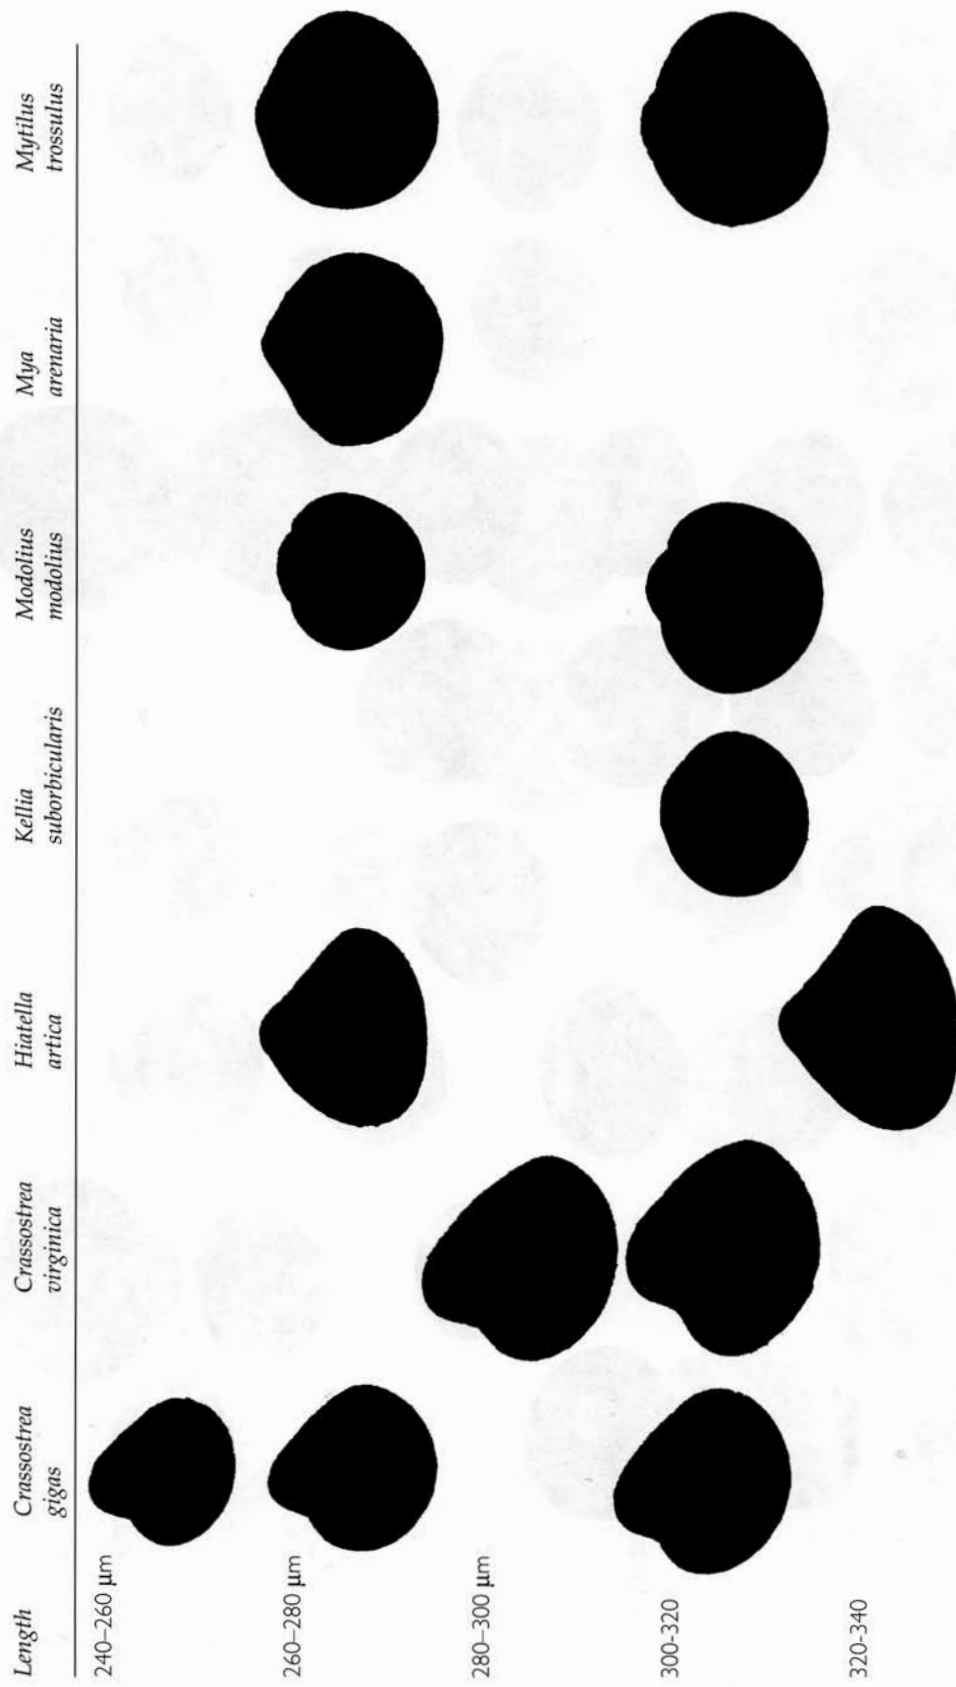 Length
Crassostrea
gigas
Crassostrea
virginica
Hiatella
artica
Kellia
suborbicularis
Modolius
modolius
Mya
arenaria
Mytilus
trossulus
240–260 µm
260–280 µm
280–300 µm
300-320
320-340